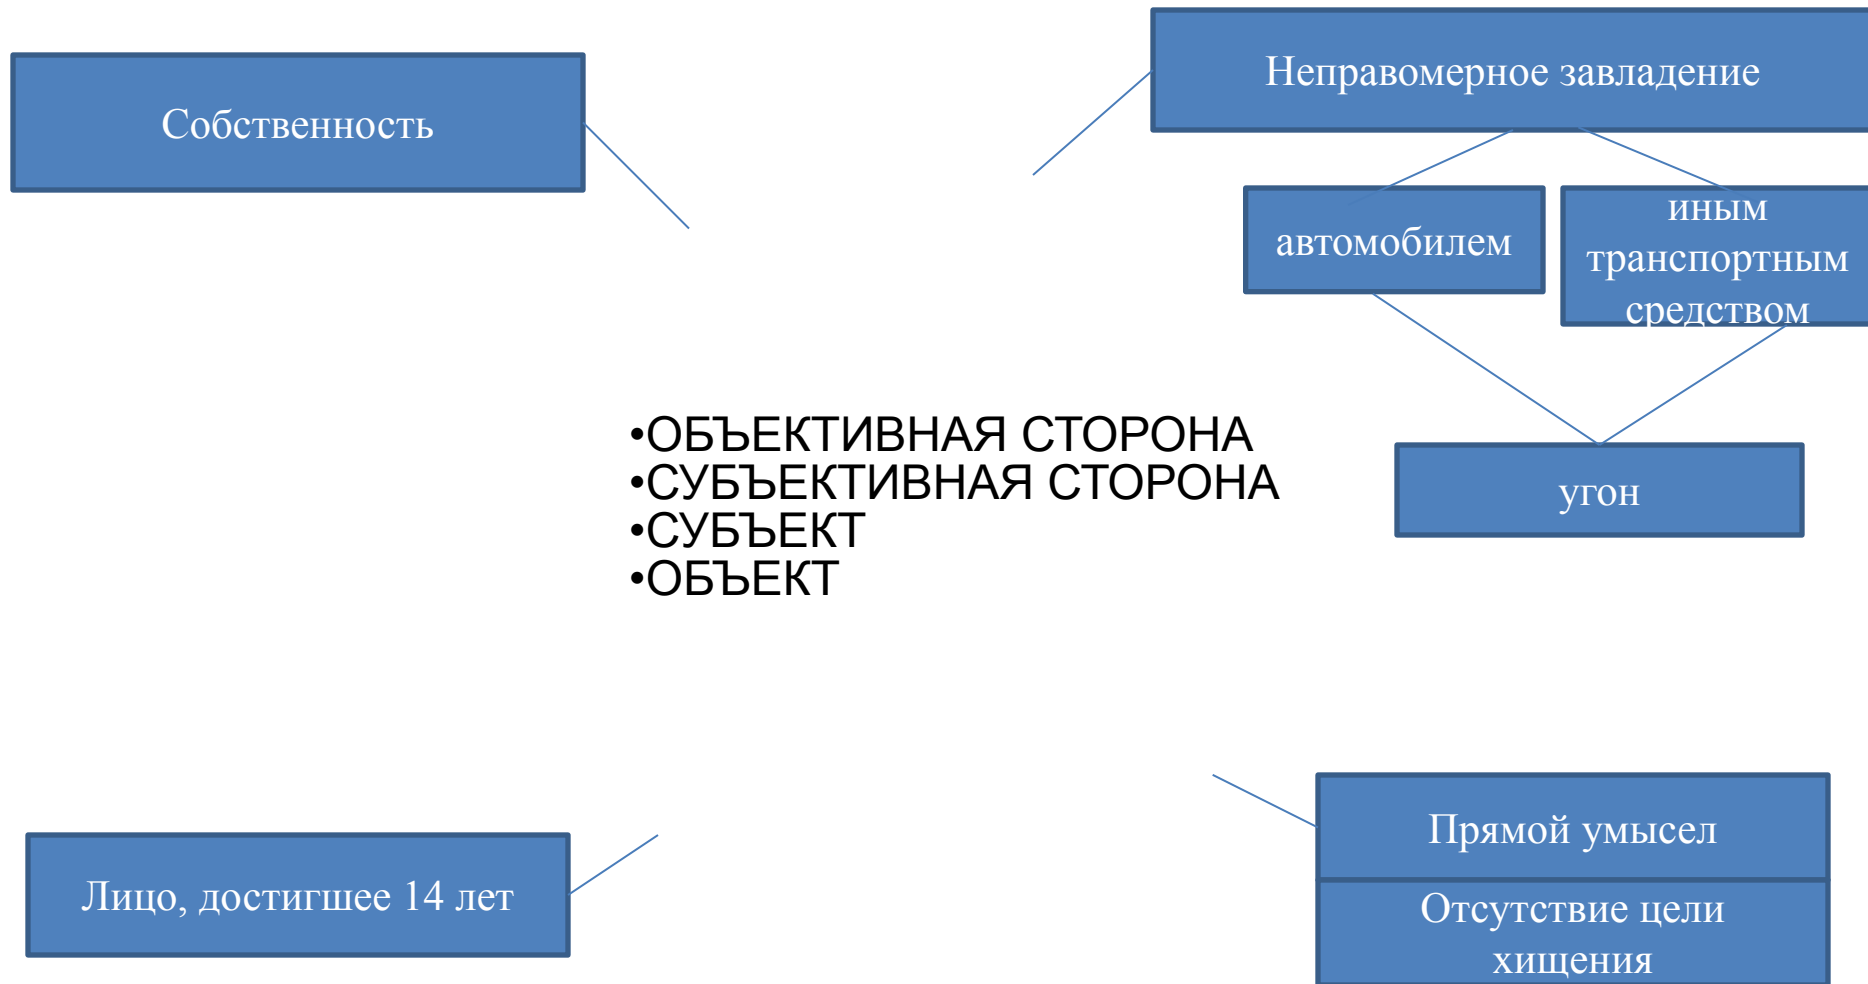 Неправомерное завладение
Собственность
автомобилем
иным
транспортным
средством
•ОБЪЕКТИВНАЯ СТОРОНА
•СУБЪЕКТИВНАЯ СТОРОНА
•СУБЪЕКТ
•ОБЪЕКТ
угон
Прямой умысел
Лицо, достигшее 14 лет
Отсутствие цели
хищения